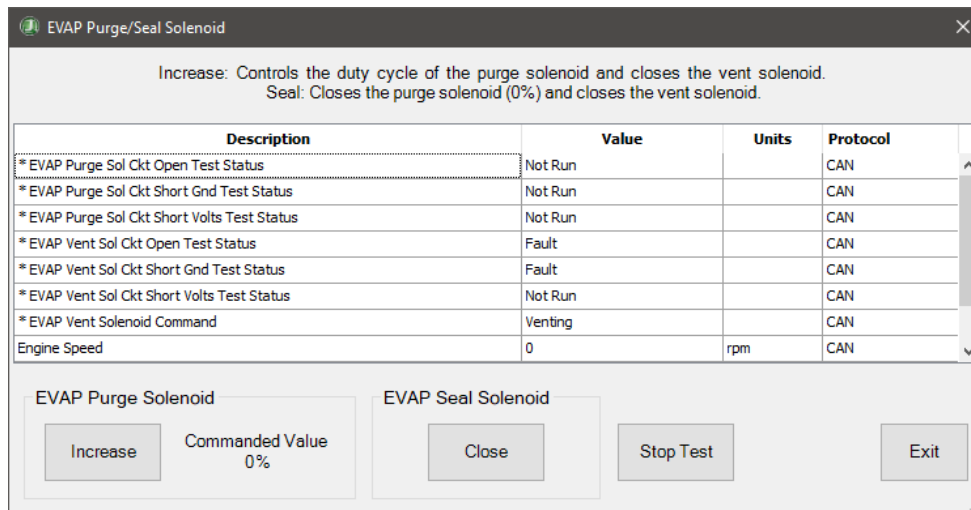 EVAP Purge/Seal Solenoid
Increase: Controls the duty cycle of the purge solenoid and closes the vent solenoid.
Seal: Closes the purge solenoid (0%) and closes the vent solenoid.
Description Value Units Protocol
* EVAP Purge Sol Ckt Open Test Status Not Run CAN
* EVAP Purge Sol Ckt Short Gnd Test Status Not Run CAN
* EVAP Purge Sol Ckt Short Volts Test Status Not Run CAN
* EVAP Vent Sol Ckt Open Test Status Fault CAN
* EVAP Vent Sol Ckt Short Gnd Test Status Fault CAN
* EVAP Vent Sol Ckt Short Volts Test Status Not Run CAN
* EVAP Vent Solenoid Command Venting CAN
Engine Speed 0 rpm CAN
EVAP Purge Solenoid EVAP Seal Solenoid
Increase Commanded Value 0% Close Stop Test Exit